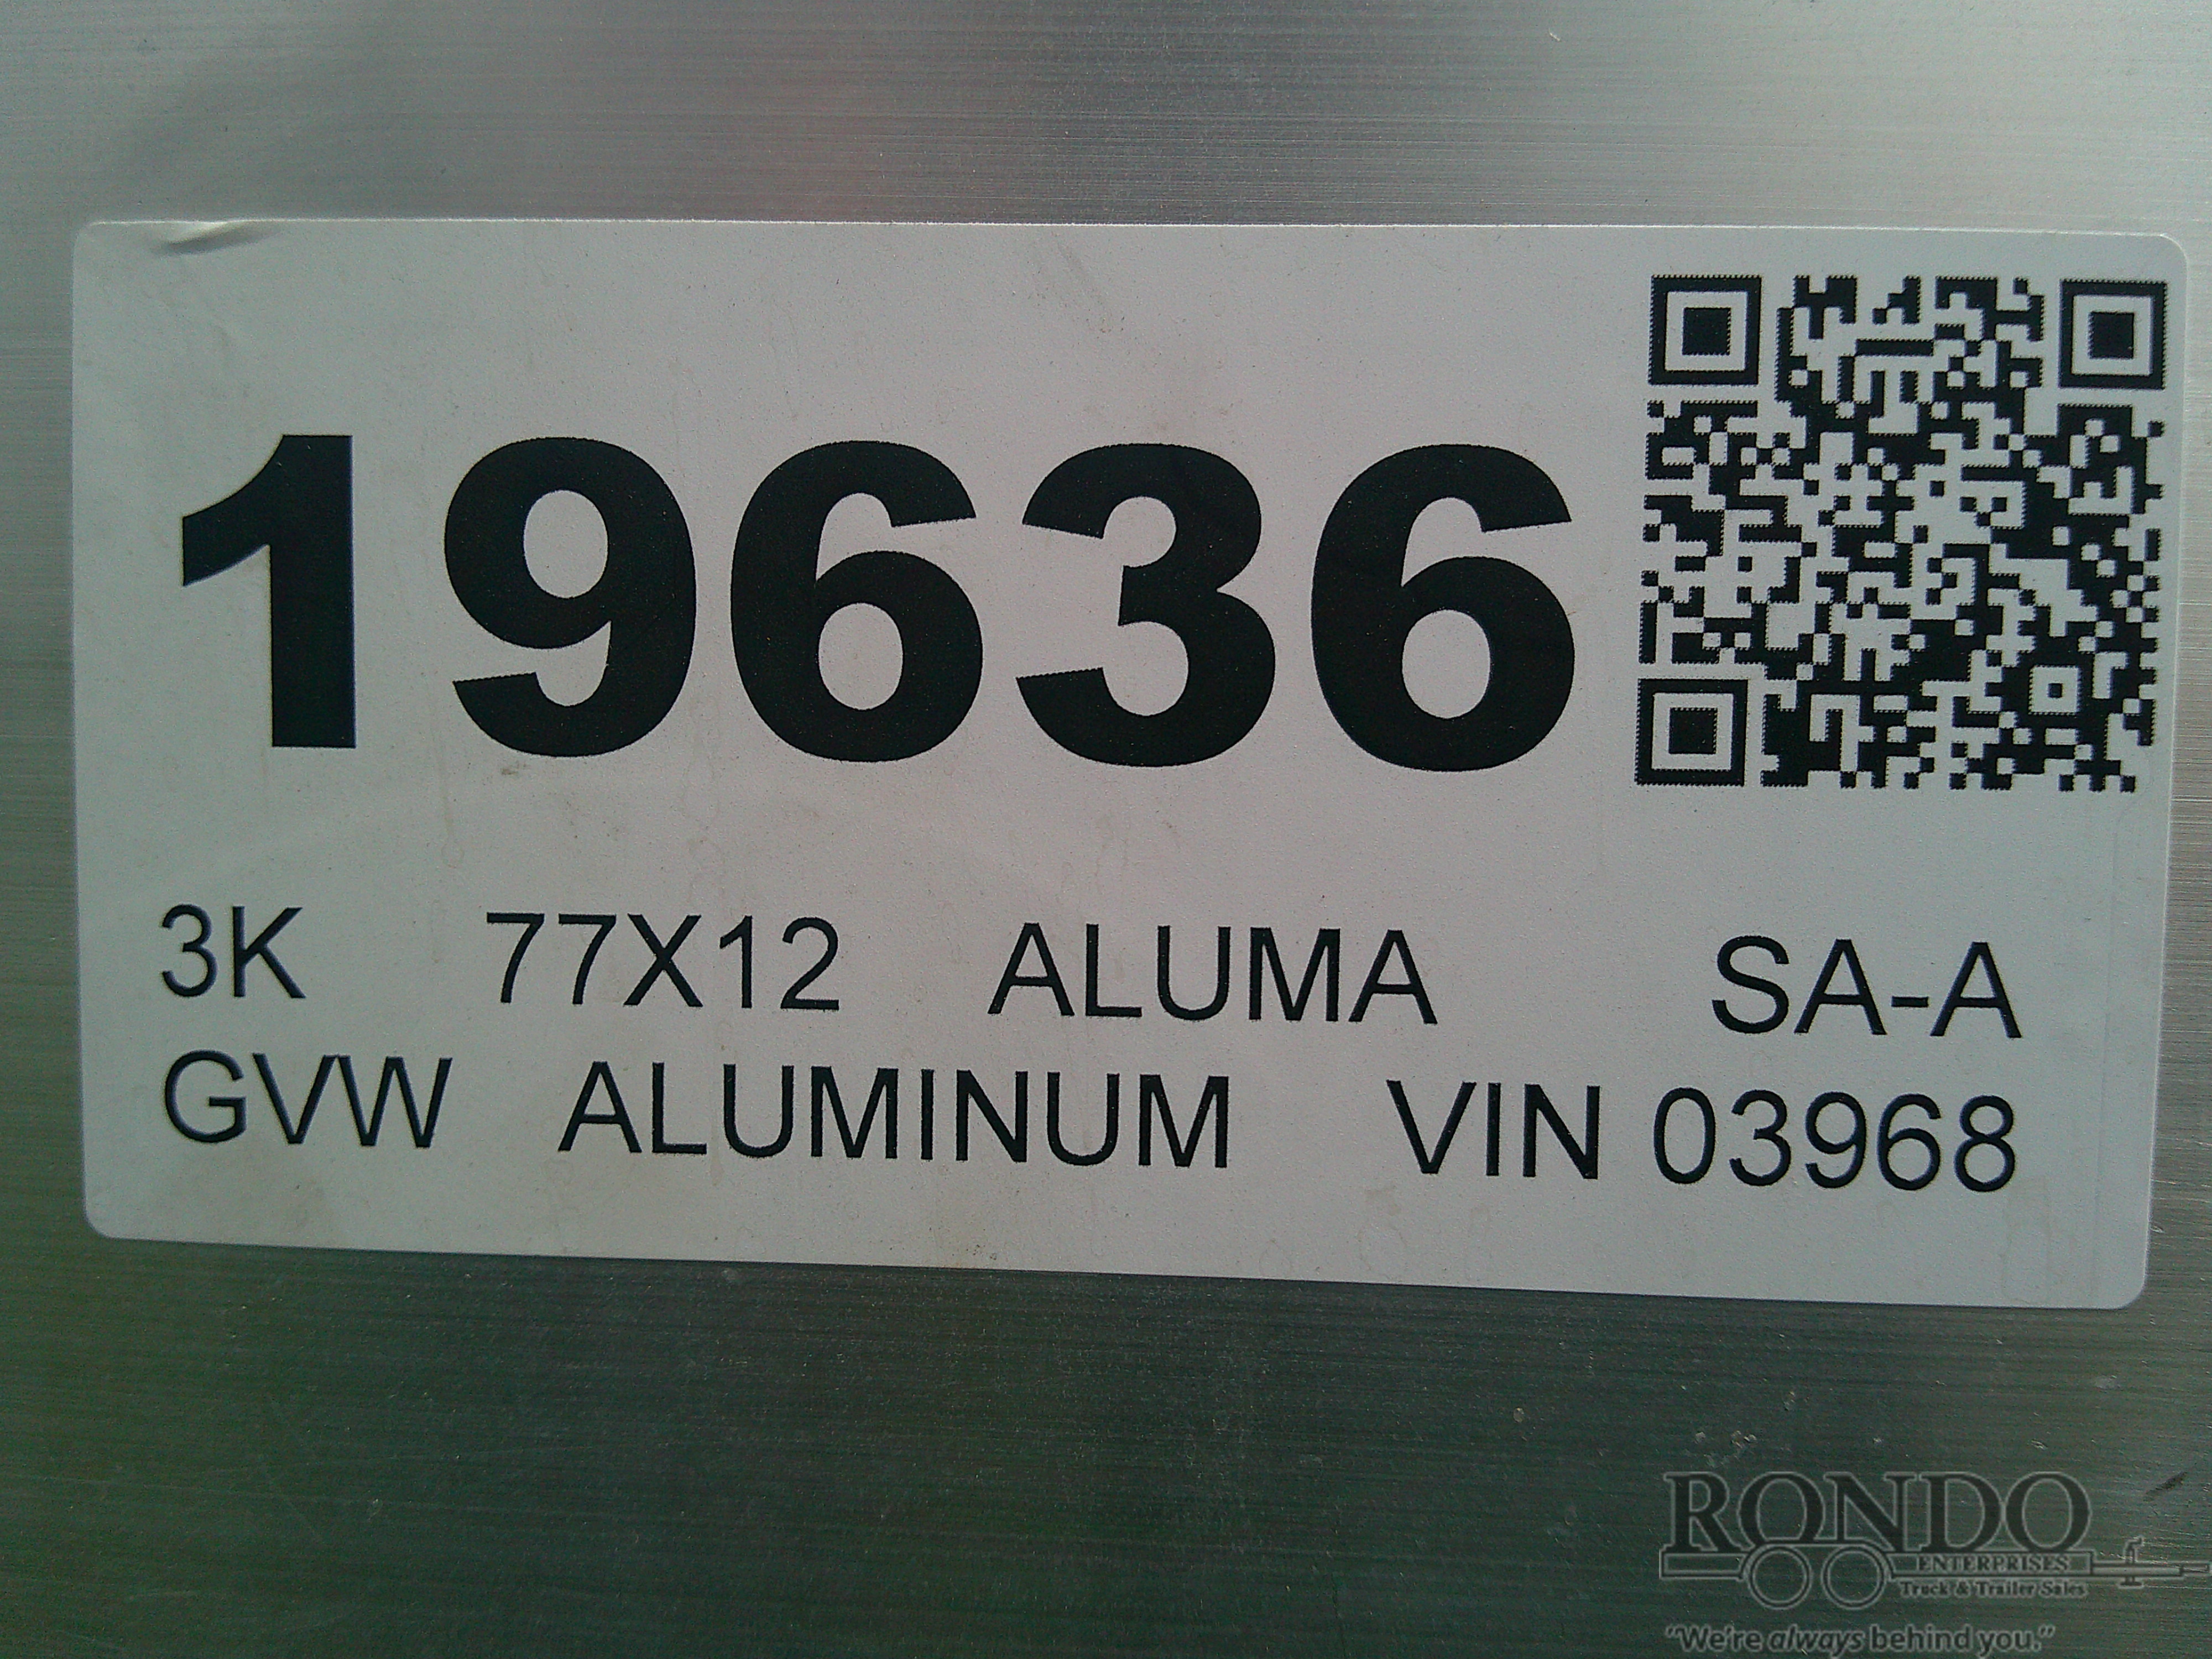 19636
3K 77X12 ALUMA SA-A
GVW ALUMINUM VIN 03968
RONDO
ENTERPRISES
Truck & Trailer Sales
"We're always behind you."